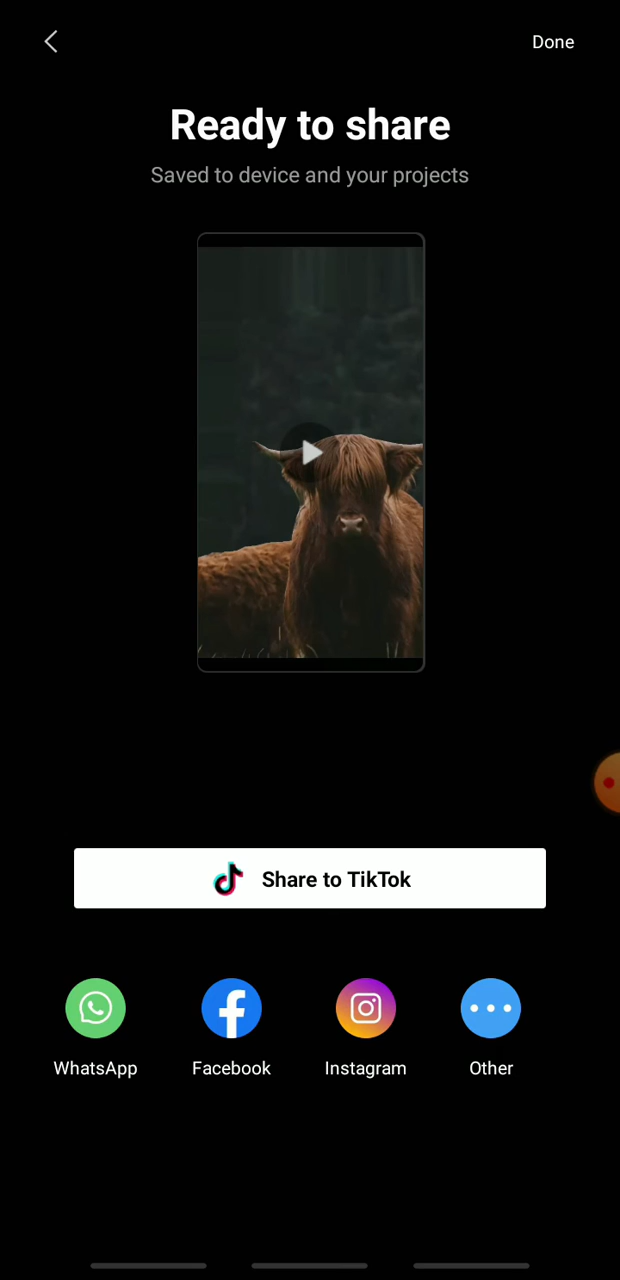 Done
Ready to share
Saved to device and your projects
Share to TikTok
WhatsApp
Facebook
Instagram
Other